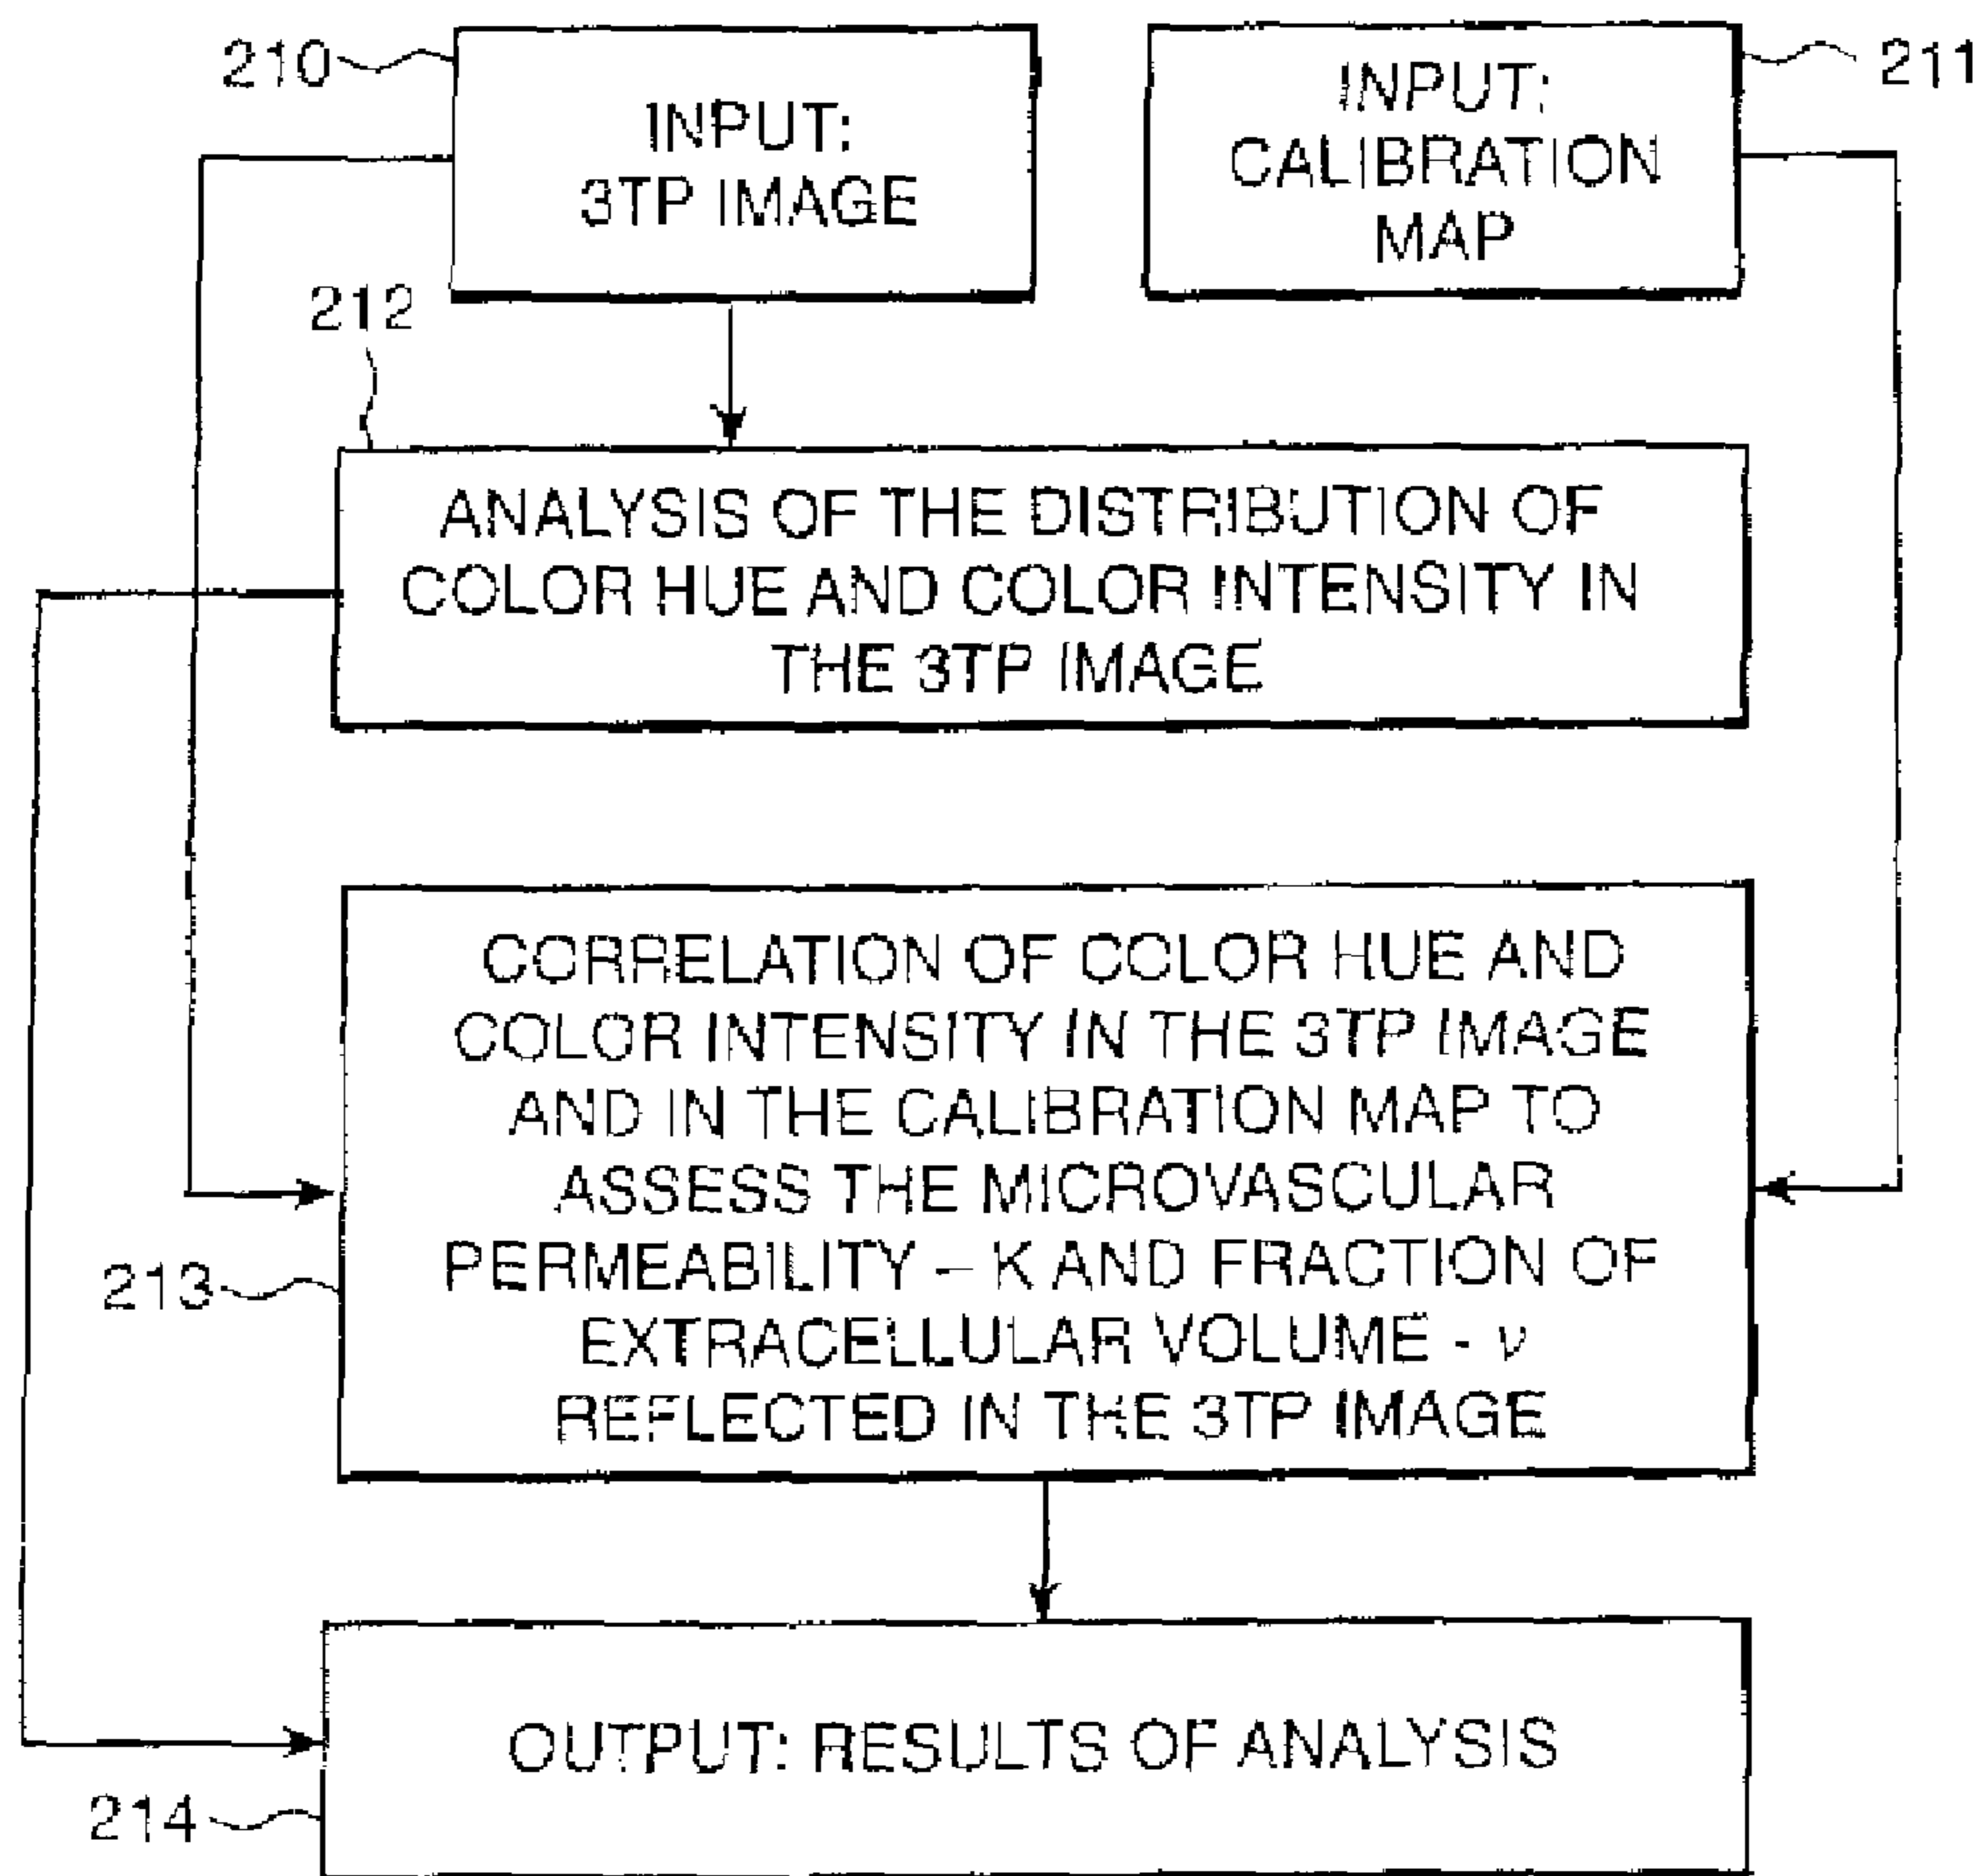 210
INPUT:
3TP IMAGE
INPUT:
CALIBRATION
MAP
211
212
ANALYSIS OF THE DISTRIBUTION OF
COLOR HUE AND COLOR INTENSITY IN
THE 3TP IMAGE
CORRELATION OF COLOR HUE AND
COLOR INTENSITY IN THE 3TP IMAGE
AND IN THE CALIBRATION MAP TO
ASSESS THE MICROVASCULAR
PERMEABILITY – K AND FRACTION OF
EXTRACELLULAR VOLUME - ν
REFLECTED IN THE 3TP IMAGE
213
OUTPUT: RESULTS OF ANALYSIS
214